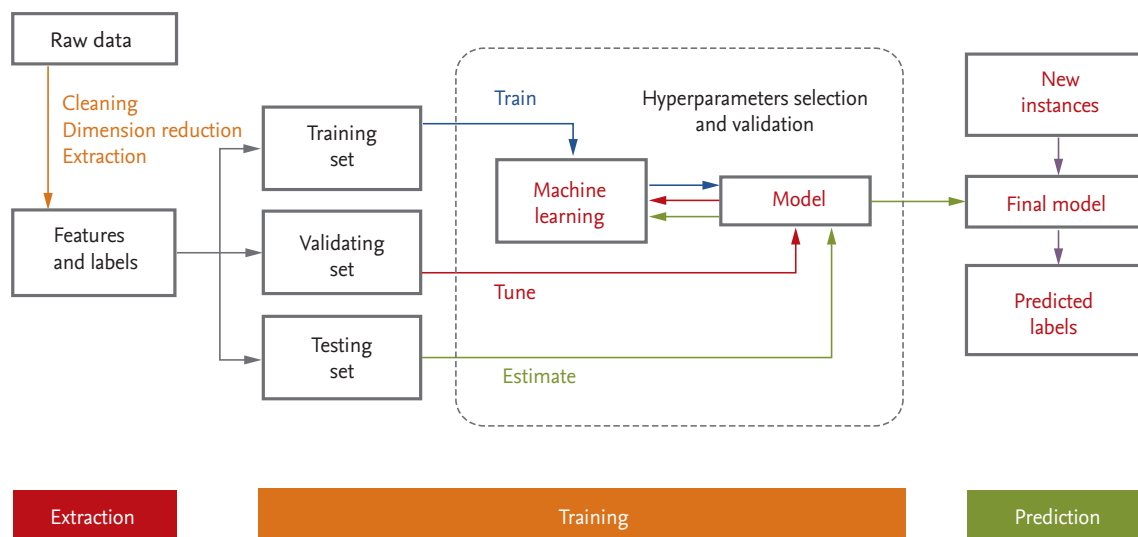 Raw data
Cleaning
Dimension reduction
Extraction
Features
and labels
Training
set
Validating
set
Testing
set
Train
Tune
Estimate
Hyperparameters selection
and validation
Machine
learning
Model
New
instances
Final model
Predicted
labels
Extraction
Training
Prediction